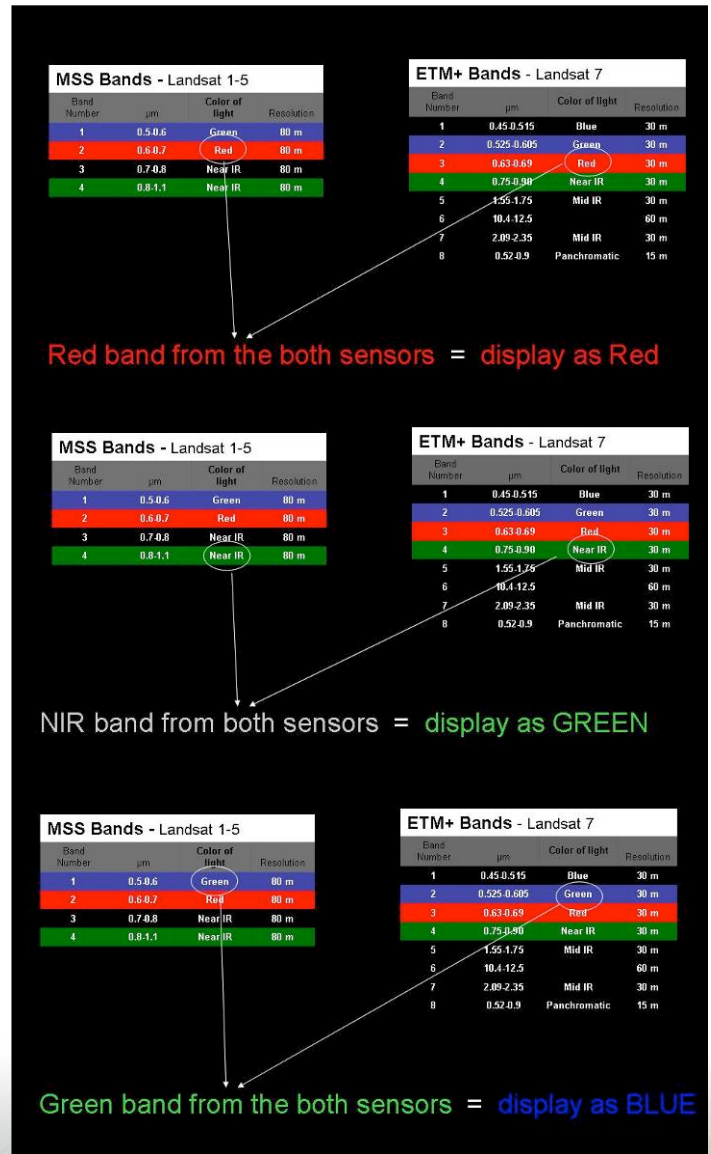 MSS Bands - Landsat 1-5
Band Number µm Color of light Resolution
1 0.5-0.6 Green 80 m
2 0.6-0.7 Red 80 m
3 0.7-0.8 Near IR 80 m
4 0.8-1.1 Near IR 80 m
ETM+ Bands - Landsat 7
Band Number µm Color of light Resolution
1 0.45-0.515 Blue 30 m
2 0.525-0.605 Green 30 m
3 0.63-0.69 Red 30 m
4 0.75-0.90 Near IR 30 m
5 1.55-1.75 Mid IR 30 m
6 10.4-12.5 60 m
7 2.09-2.35 Mid IR 30 m
8 0.52-0.9 Panchromatic 15 m
Red band from the both sensors = display as Red
MSS Bands - Landsat 1-5
Band Number µm Color of light Resolution
1 0.5-0.6 Green 80 m
2 0.6-0.7 Red 80 m
3 0.7-0.8 Near IR 80 m
4 0.8-1.1 Near IR 80 m
ETM+ Bands - Landsat 7
Band Number µm Color of light Resolution
1 0.45-0.515 Blue 30 m
2 0.525-0.605 Green 30 m
3 0.63-0.69 Red 30 m
4 0.75-0.90 Near IR 30 m
5 1.55-1.75 Mid IR 30 m
6 10.4-12.5 60 m
7 2.09-2.35 Mid IR 30 m
8 0.52-0.9 Panchromatic 15 m
NIR band from both sensors = display as GREEN
MSS Bands - Landsat 1-5
Band Number µm Color of light Resolution
1 0.5-0.6 Green 80 m
2 0.6-0.7 Red 80 m
3 0.7-0.8 Near IR 80 m
4 0.8-1.1 Near IR 80 m
ETM+ Bands - Landsat 7
Band Number µm Color of light Resolution
1 0.45-0.515 Blue 30 m
2 0.525-0.605 Green 30 m
3 0.63-0.69 Red 30 m
4 0.75-0.90 Near IR 30 m
5 1.55-1.75 Mid IR 30 m
6 10.4-12.5 60 m
7 2.09-2.35 Mid IR 30 m
8 0.52-0.9 Panchromatic 15 m
Green band from the both sensors = display as BLUE